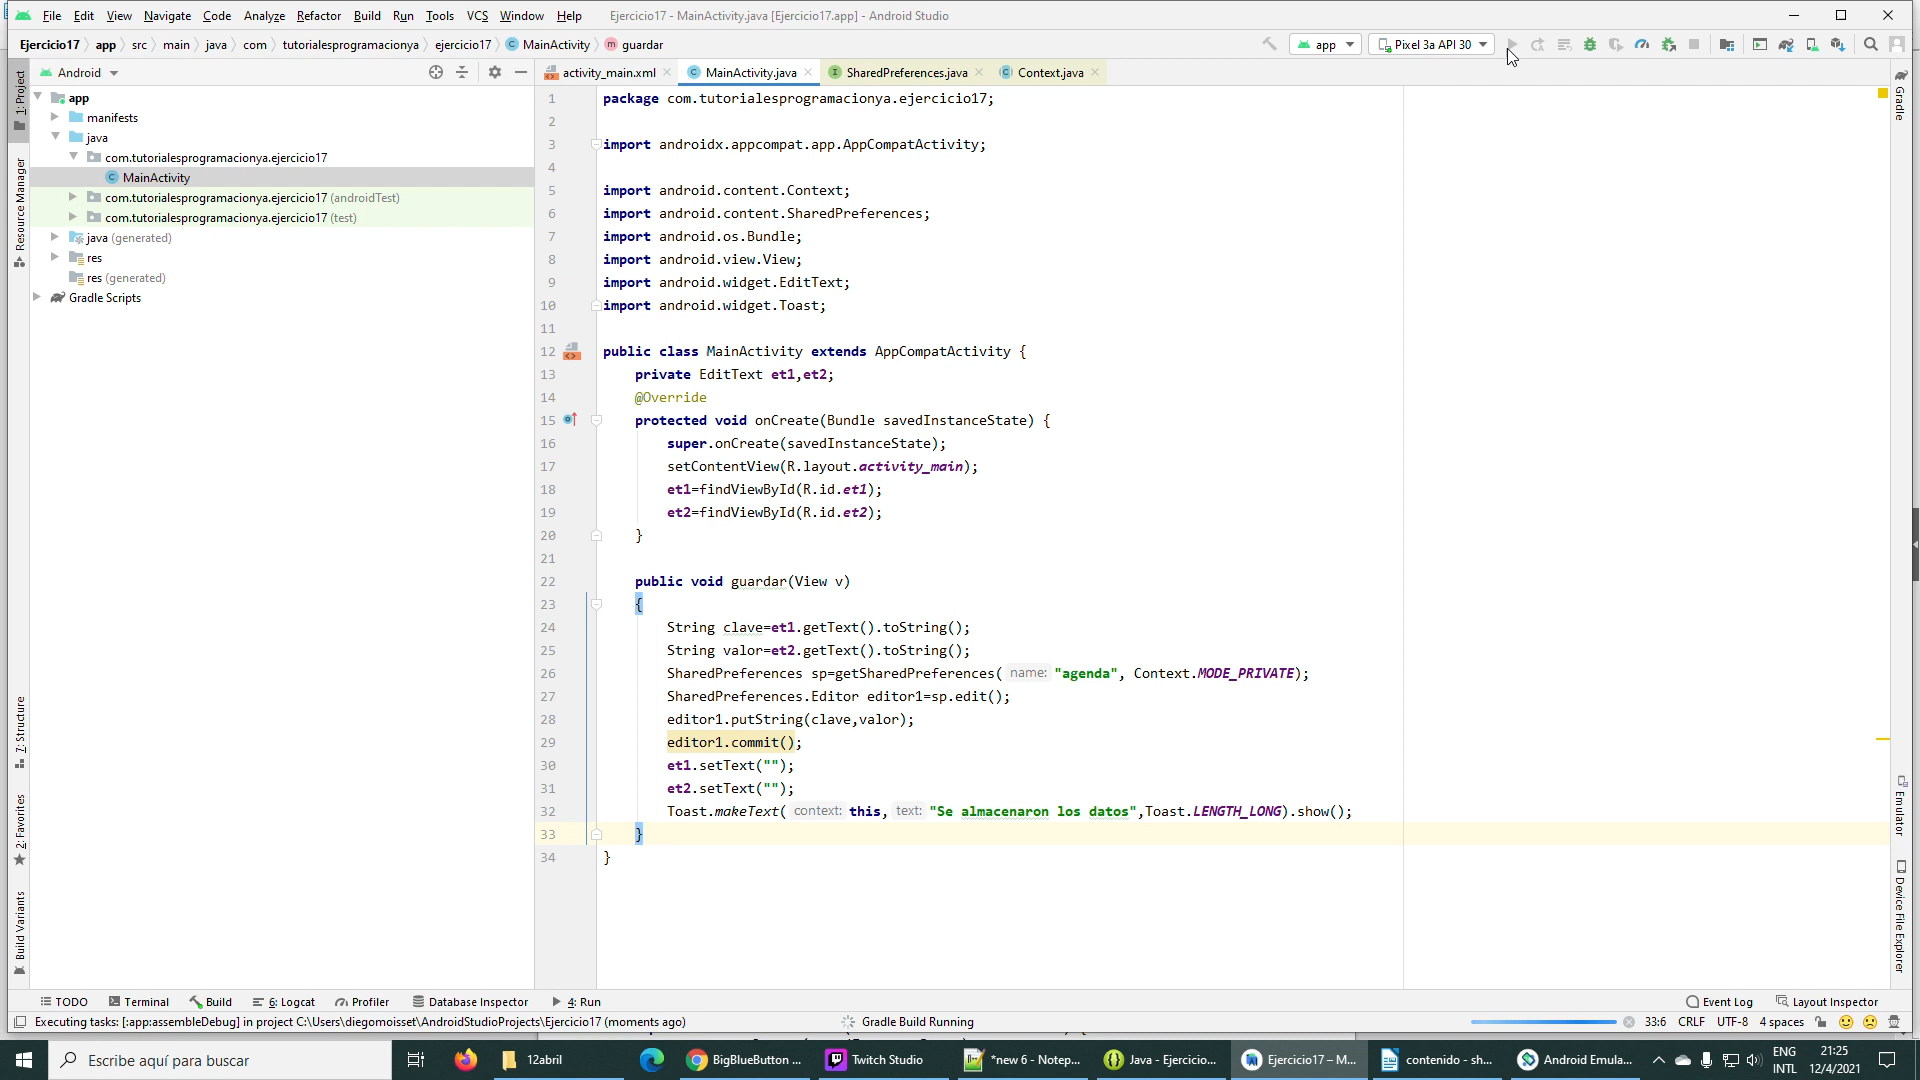 File Edit View Navigate Code Analyze Refactor Build Run Tools VCS Window Help Ejercicio17 - MainActivity.java [Ejercicio17.app] - Android Studio
Ejercicio17 app src main java com tutorialesprogramacionya ejercicio17 MainActivity guardar app Pixel 3a API 30
Android activity_main.xml MainActivity.java SharedPreferences.java Context.java
1: Project
Resource Manager
7: Structure
2: Favorites
Build Variants
app
manifests
java
com.tutorialesprogramacionya.ejercicio17
MainActivity
com.tutorialesprogramacionya.ejercicio17 (androidTest)
com.tutorialesprogramacionya.ejercicio17 (test)
java (generated)
res
res (generated)
Gradle Scripts
1 package com.tutorialesprogramacionya.ejercicio17;
2
3 import androidx.appcompat.app.AppCompatActivity;
4
5 import android.content.Context;
6 import android.content.SharedPreferences;
7 import android.os.Bundle;
8 import android.view.View;
9 import android.widget.EditText;
10 import android.widget.Toast;
11
12 public class MainActivity extends AppCompatActivity {
13 private EditText et1,et2;
14 @Override
15 protected void onCreate(Bundle savedInstanceState) {
16 super.onCreate(savedInstanceState);
17 setContentView(R.layout.activity_main);
18 et1=findViewById(R.id.et1);
19 et2=findViewById(R.id.et2);
20 }
21
22 public void guardar(View v)
23 {
24 String clave=et1.getText().toString();
25 String valor=et2.getText().toString();
26 SharedPreferences sp=getSharedPreferences( name: "agenda", Context.MODE_PRIVATE);
27 SharedPreferences.Editor editor1=sp.edit();
28 editor1.putString(clave,valor);
29 editor1.commit();
30 et1.setText("");
31 et2.setText("");
32 Toast.makeText( context: this, text: "Se almacenaron los datos",Toast.LENGTH_LONG).show();
33 }
34 }
Gradle
Emulator
Device File Explorer
TODO Terminal Build 6: Logcat Profiler Database Inspector 4: Run Event Log Layout Inspector
Executing tasks: [:app:assembleDebug] in project C:\Users\diegomoisset\AndroidStudioProjects\Ejercicio17 (moments ago) Gradle Build Running 33:6 CRLF UTF-8 4 spaces
Escribe aquí para buscar 12abril BigBlueButton ... Twitch Studio *new 6 - Notep... Java - Ejercicio... Ejercicio17 – M... contenido - sh... Android Emula... ENG INTL 21:25 12/4/2021